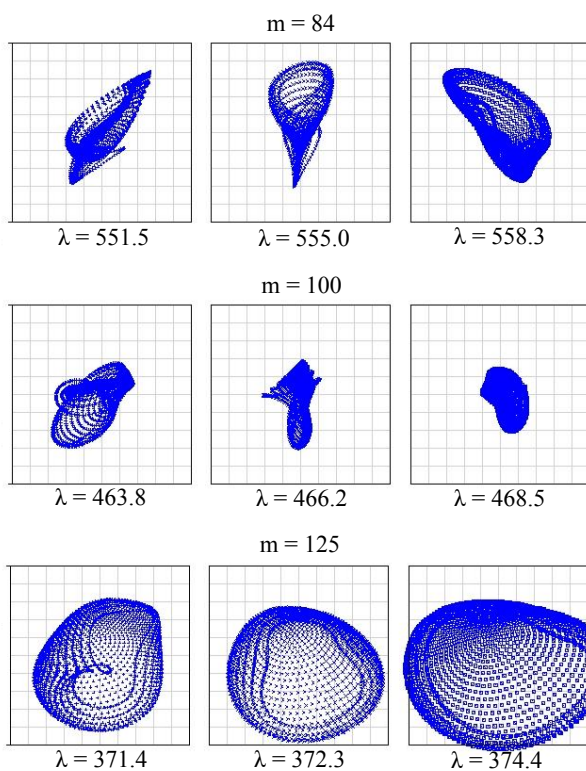 m = 84
λ = 551.5 λ = 555.0 λ = 558.3
m = 100
λ = 463.8 λ = 466.2 λ = 468.5
m = 125
λ = 371.4 λ = 372.3 λ = 374.4